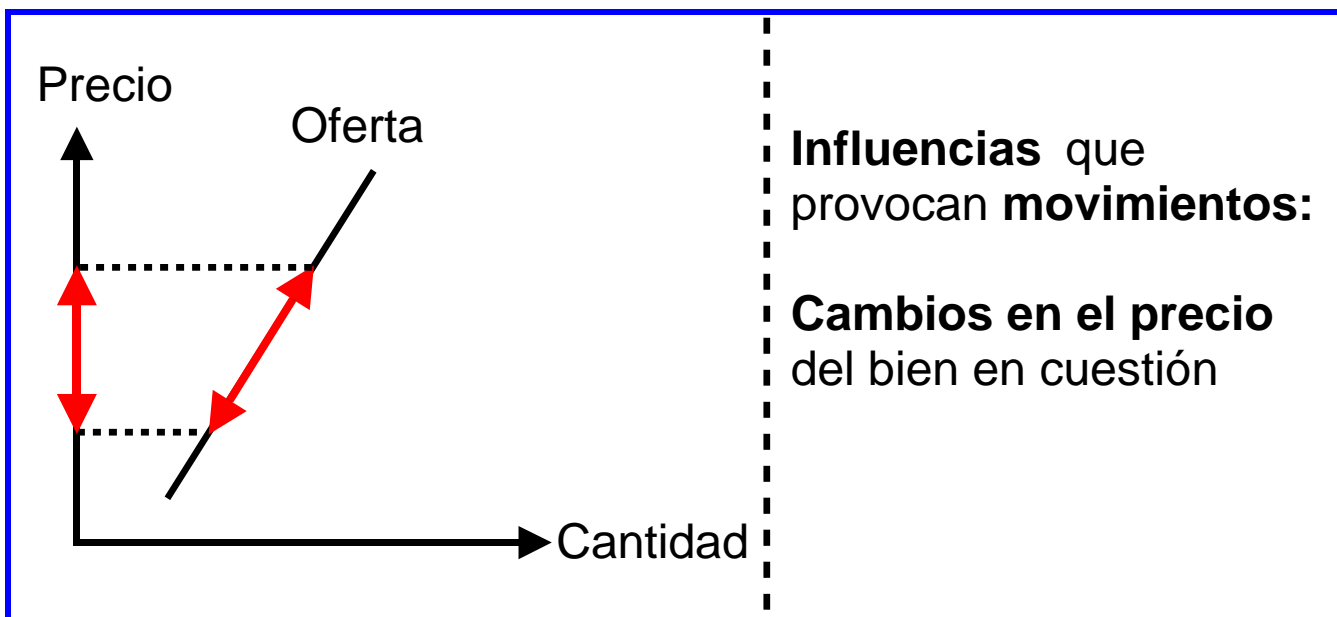 Precio
Oferta
Cantidad
Influencias que
provocan movimientos:
Cambios en el precio
del bien en cuestión